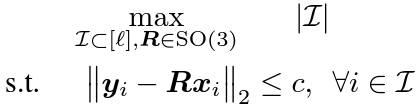 max |ℐ|
ℐ⊂[ℓ], 𝑹∈SO(3)
s.t. ‖𝒚ᵢ − 𝑹𝒙ᵢ‖₂ ≤ c, ∀i ∈ ℐ